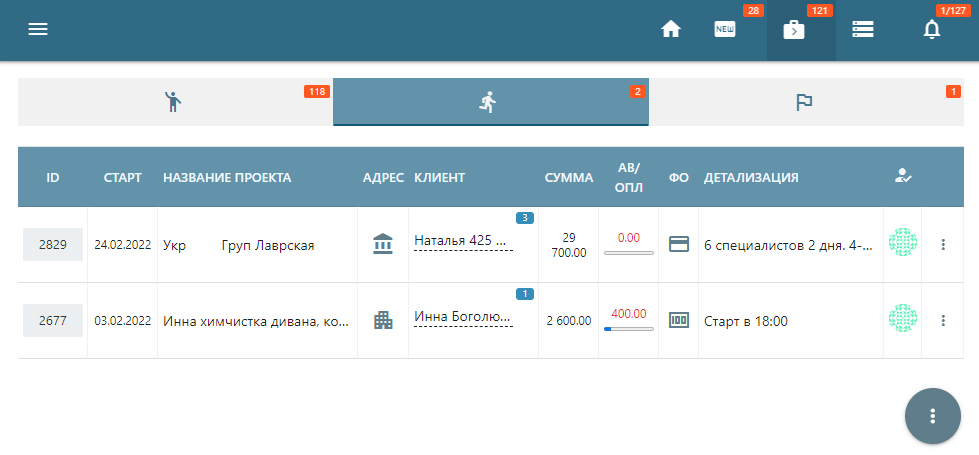 28
NEW
121
1/127
118
2
1
ID
СТАРТ
НАЗВАНИЕ ПРОЕКТА
АДРЕС
КЛИЕНТ
СУММА
АВ/
ОПЛ
ФО
ДЕТАЛИЗАЦИЯ
2829
24.02.2022
Укр Груп Лаврская
3
Наталья 425 ...
29
700.00
0.00
6 специалистов 2 дня. 4-...
2677
03.02.2022
Инна химчистка дивана, ко...
1
Инна Боголю...
2 600.00
400.00
100
Старт в 18:00